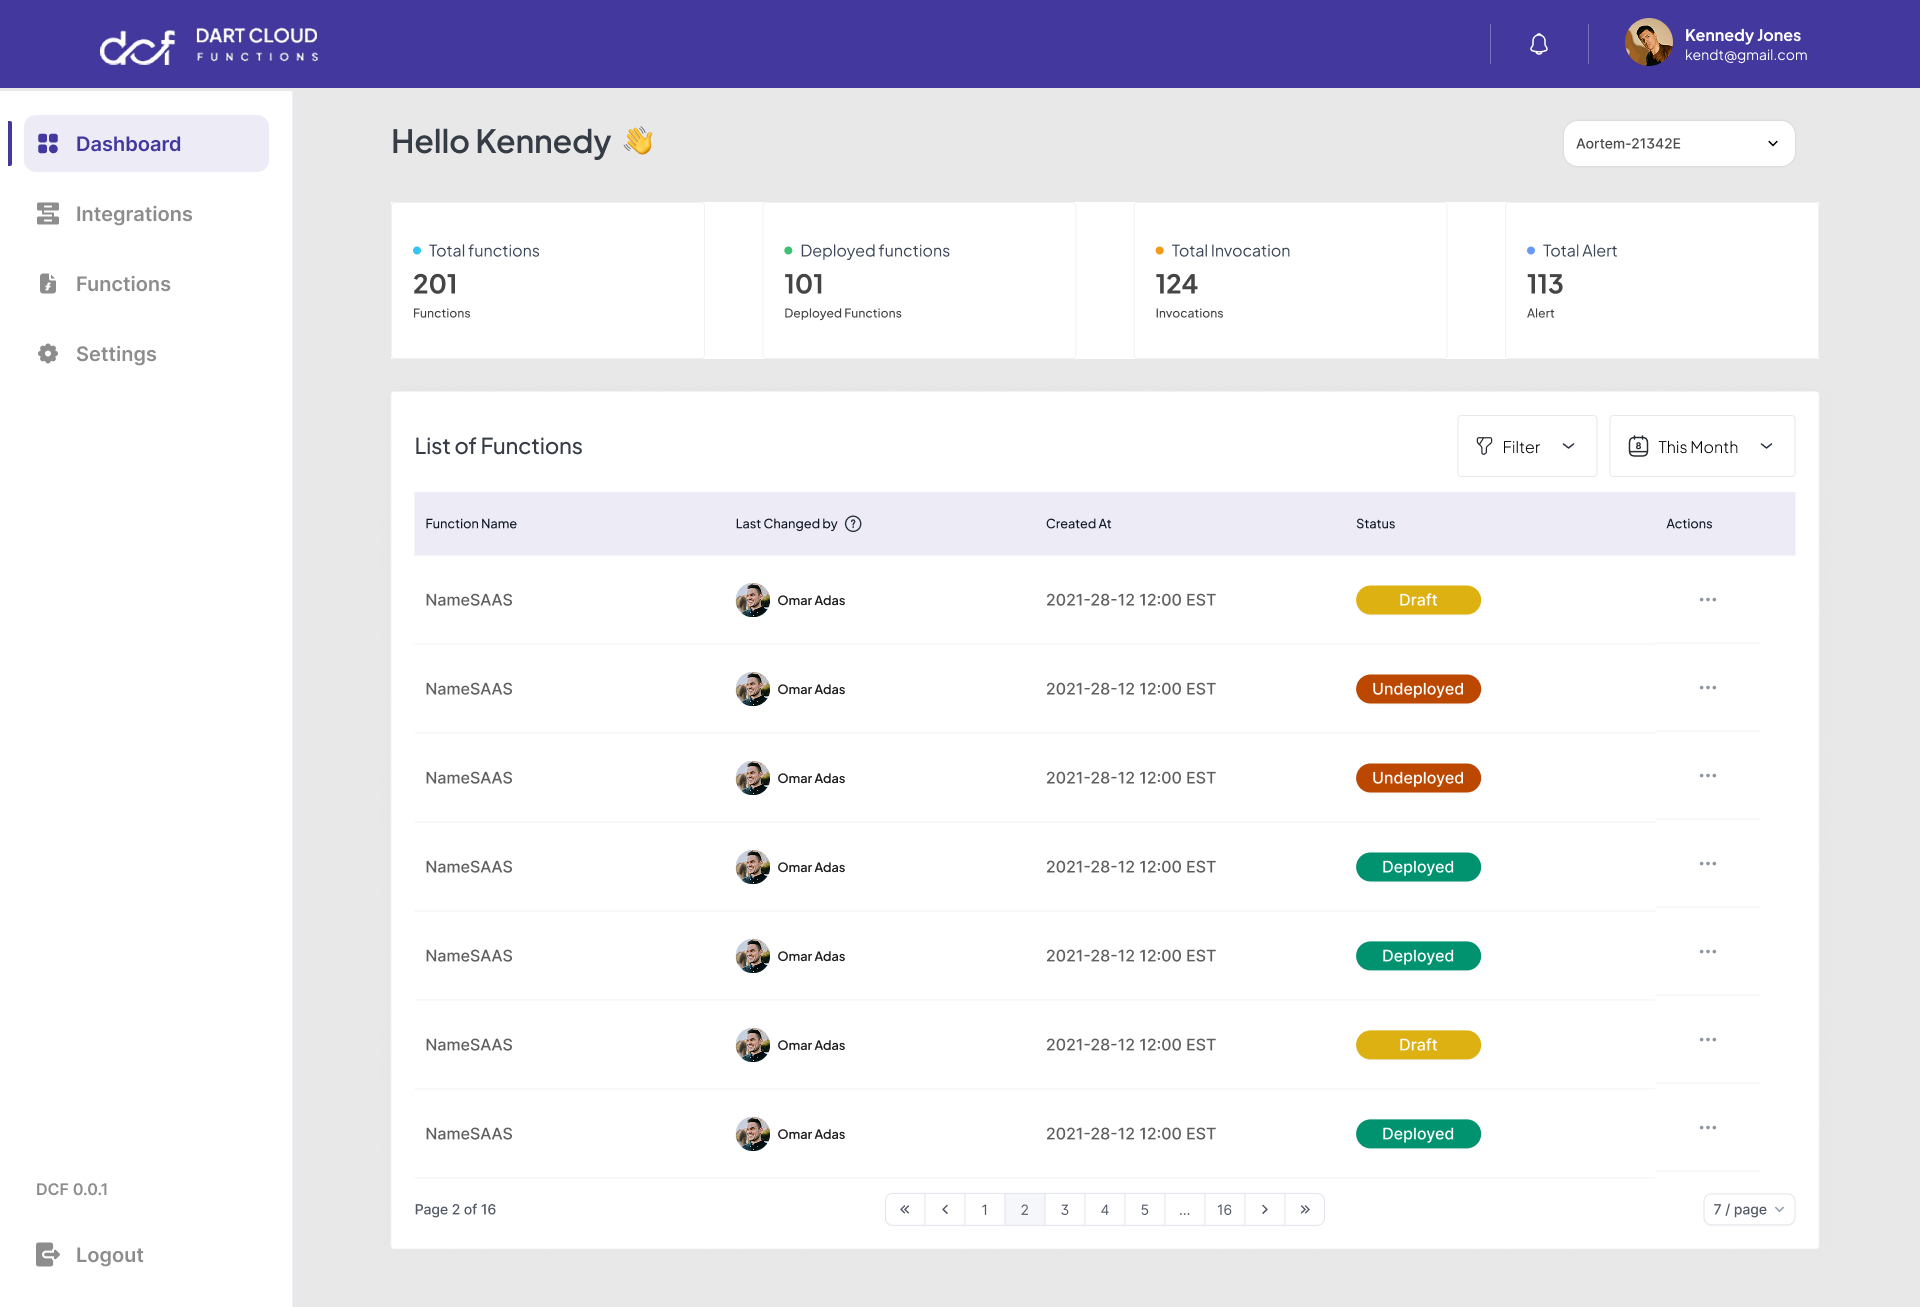 dcf
DART CLOUD
FUNCTIONS
Kennedy Jones
kendt@gmail.com
Dashboard
Integrations
Functions
Settings
DCF 0.0.1
Logout
Hello Kennedy 👋
Aortem-21342E
Total functions
201
Functions
Deployed functions
101
Deployed Functions
Total Invocation
124
Invocations
Total Alert
113
Alert
List of Functions
Filter
8 This Month
Function Name Last Changed by ? Created At Status Actions
NameSAAS Omar Adas 2021-28-12 12:00 EST Draft ...
NameSAAS Omar Adas 2021-28-12 12:00 EST Undeployed ...
NameSAAS Omar Adas 2021-28-12 12:00 EST Undeployed ...
NameSAAS Omar Adas 2021-28-12 12:00 EST Deployed ...
NameSAAS Omar Adas 2021-28-12 12:00 EST Deployed ...
NameSAAS Omar Adas 2021-28-12 12:00 EST Draft ...
NameSAAS Omar Adas 2021-28-12 12:00 EST Deployed ...
Page 2 of 16 « ‹ 1 2 3 4 5 ... 16 › » 7 / page